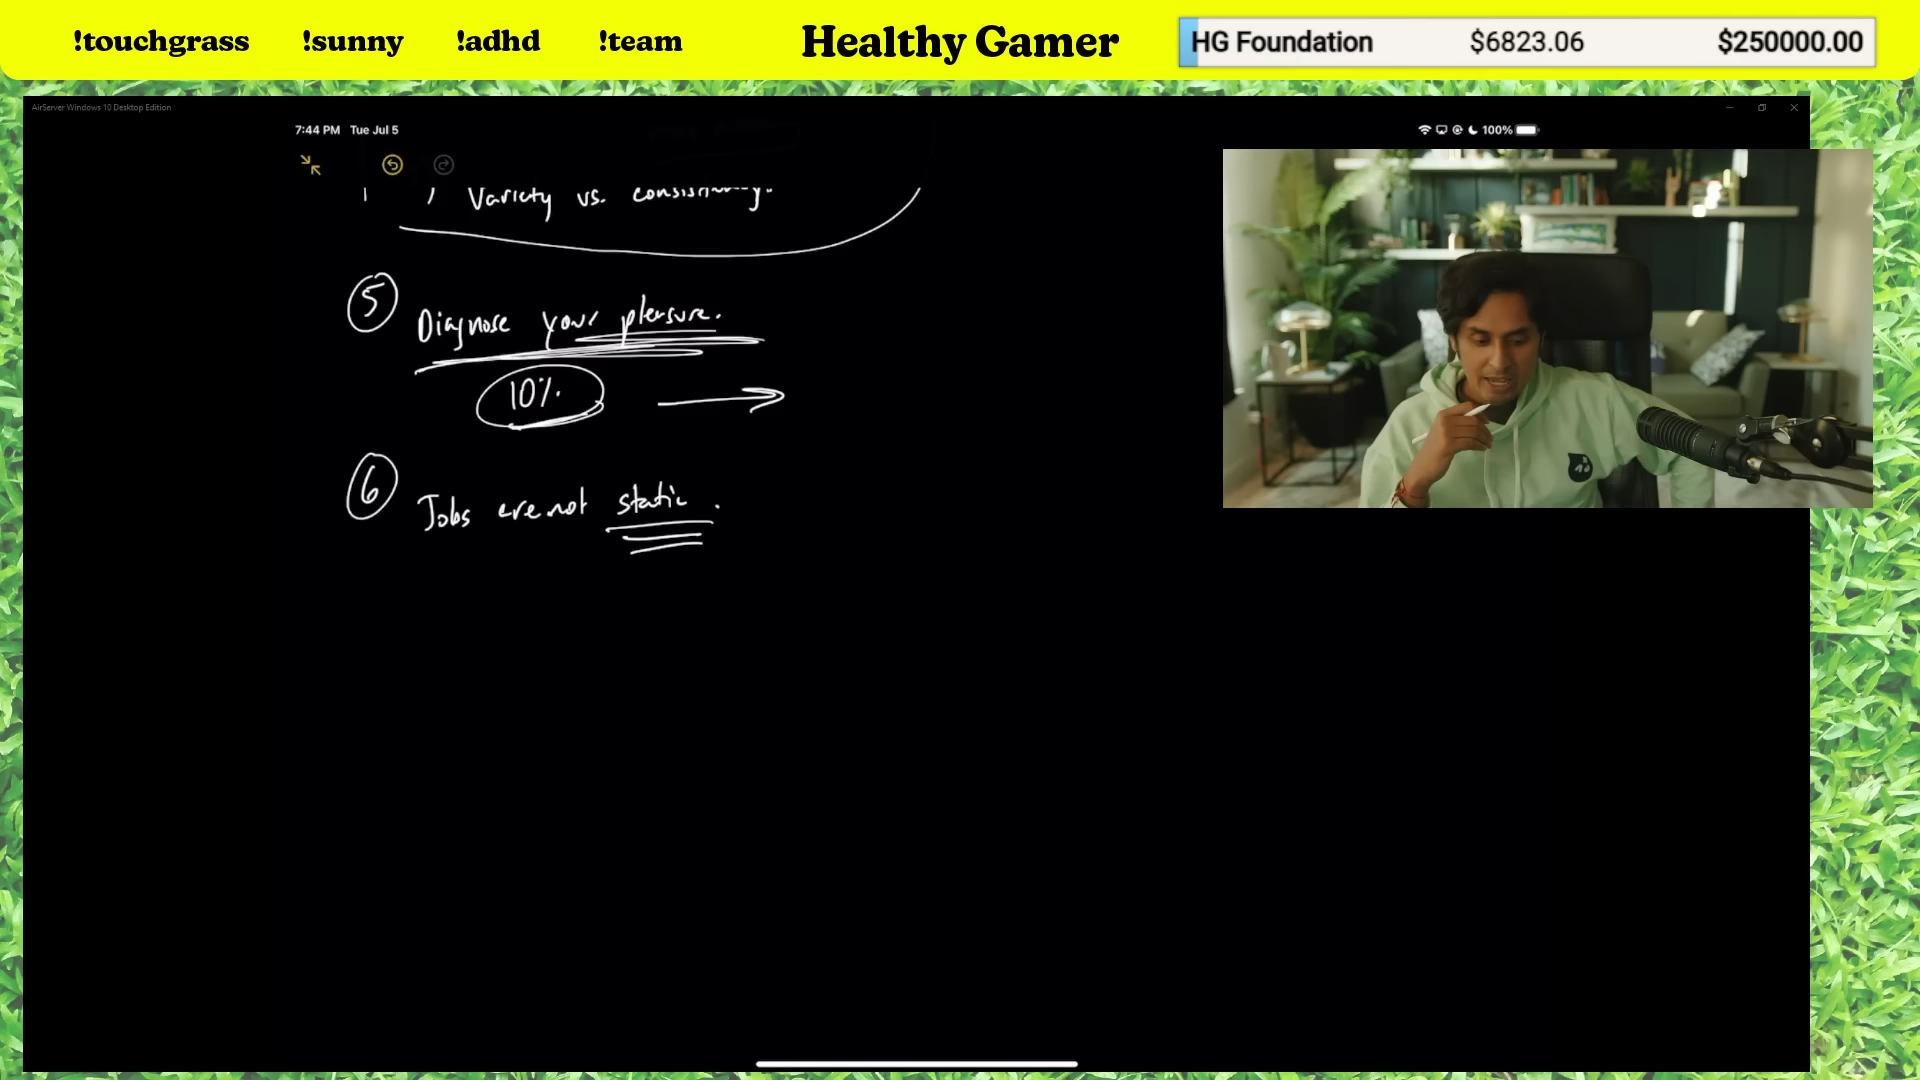 !touchgrass !sunny !adhd !team Healthy Gamer HG Foundation $6823.06 $250000.00
AirServer Windows 10 Desktop Edition
7:44 PM Tue Jul 5 100%
Variety vs.
5 Diagnose your pleasure.
10%
6 Jobs are not static.